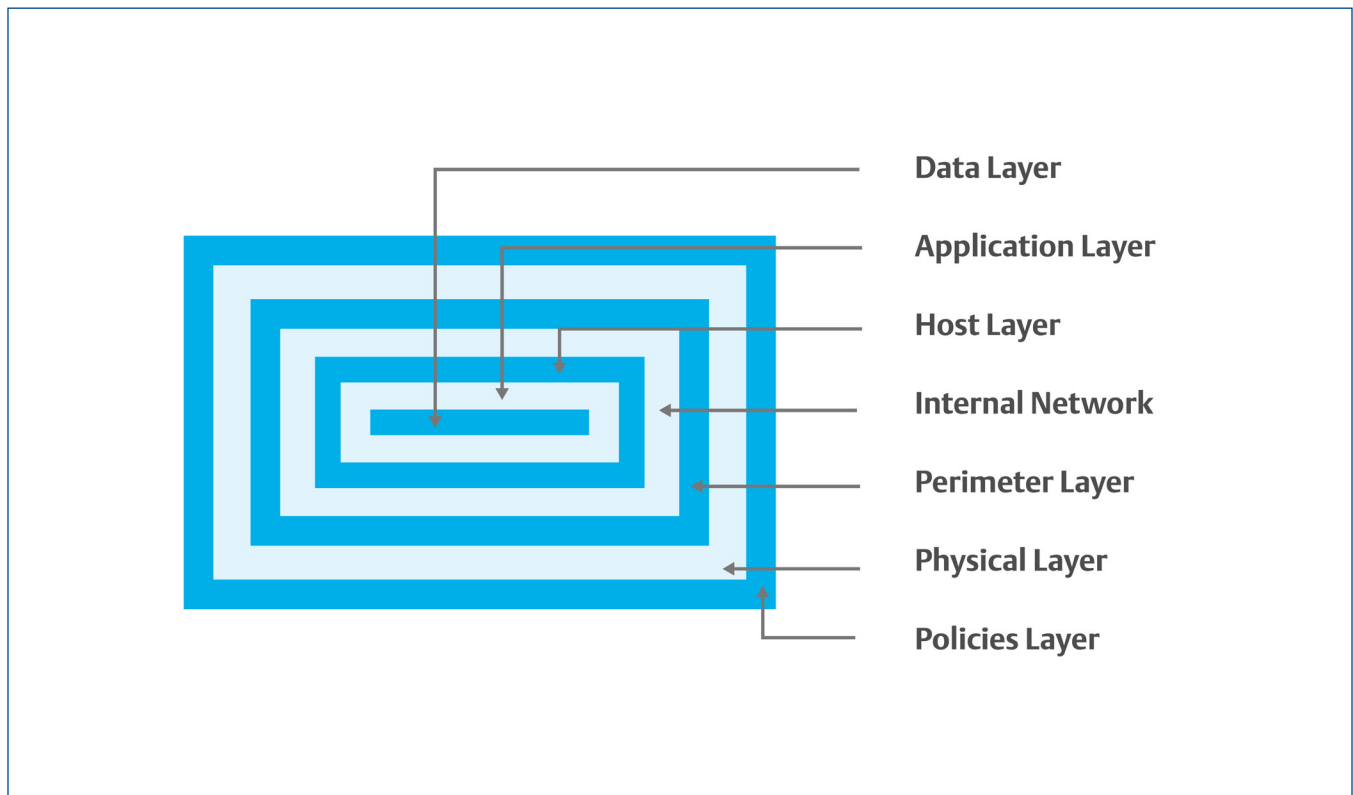 Data Layer
Application Layer
Host Layer
Internal Network
Perimeter Layer
Physical Layer
Policies Layer